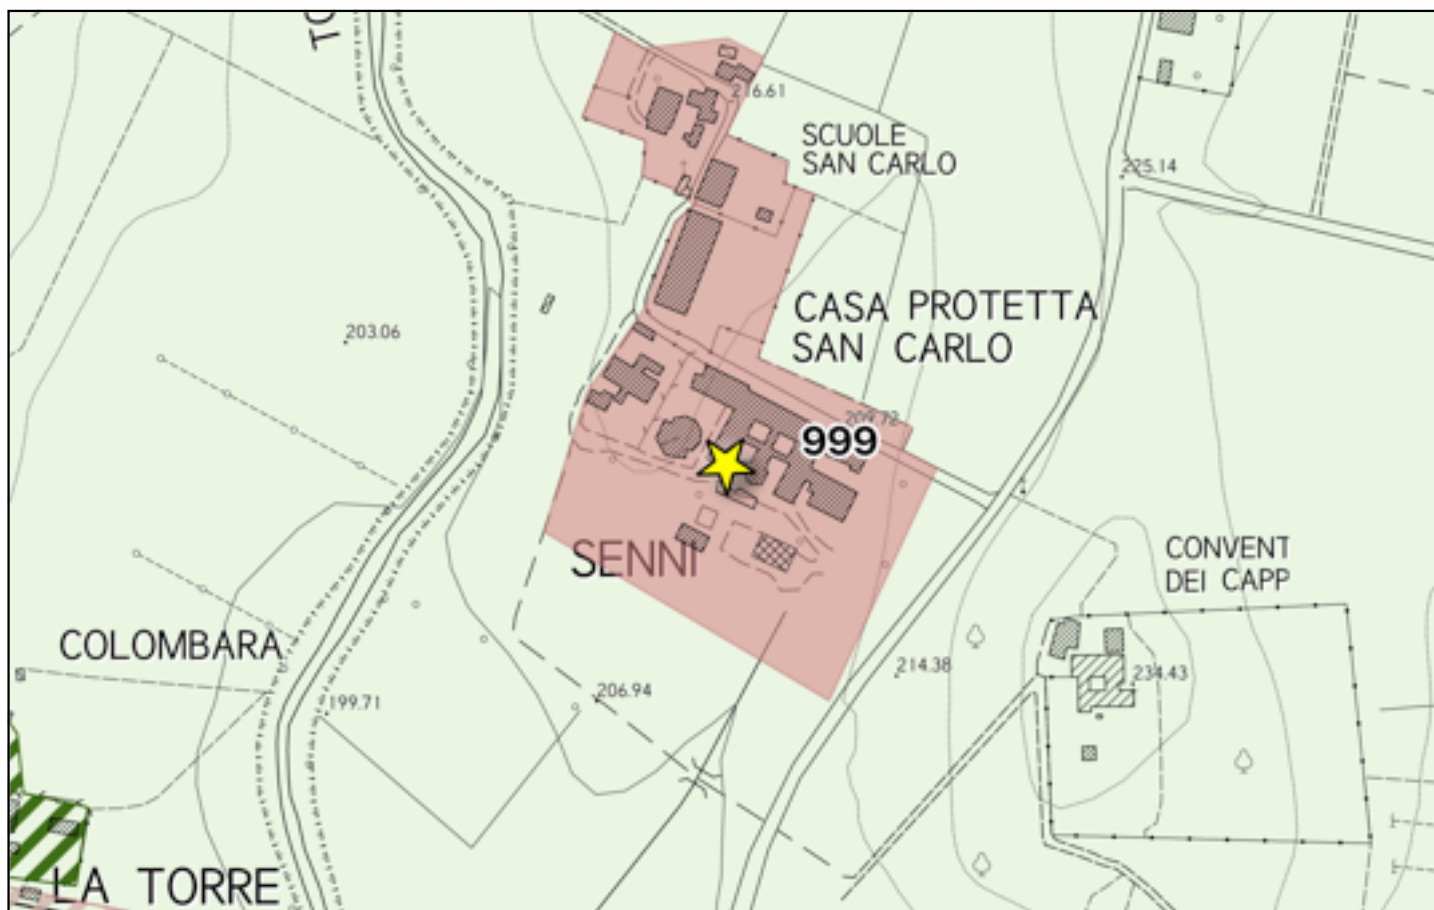 TO
216.61
SCUOLE
SAN CARLO
225.14
CASA PROTETTA
SAN CARLO
203.06
209.72
999
SENNI
CONVENT
DEI CAPP
COLOMBARA
214.38
234.43
206.94
199.71
LA TORRE